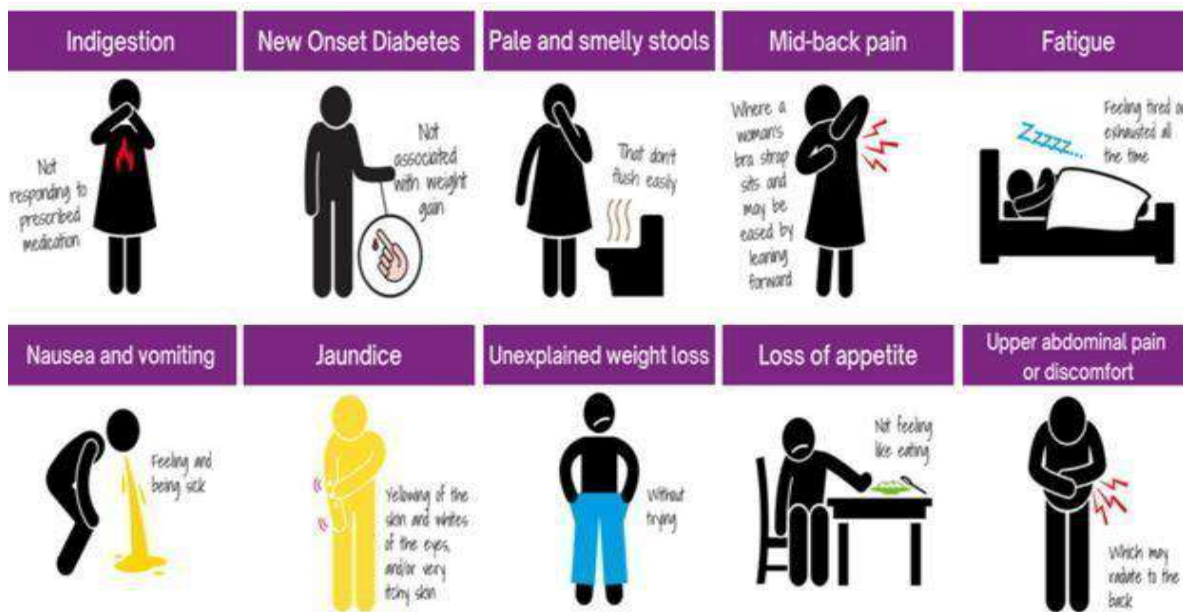 Indigestion
Not
responding to
prescribed
medication
New Onset Diabetes
Not
associated
with weight
gain
Pale and smelly stools
That don't
flush easily
Mid-back pain
Where a
woman's
bra strap
sits and
may be
eased by
leaning
forward
Fatigue
Feeling tired or
exhausted all
the time
Zzzzz...
Nausea and vomiting
Feeling and
being sick
Jaundice
Yellowing of the
skin and whites
of the eyes,
and/or very
itchy skin
Unexplained weight loss
Without
trying
Loss of appetite
Not feeling
like eating
Upper abdominal pain
or discomfort
Which may
radiate to the
back